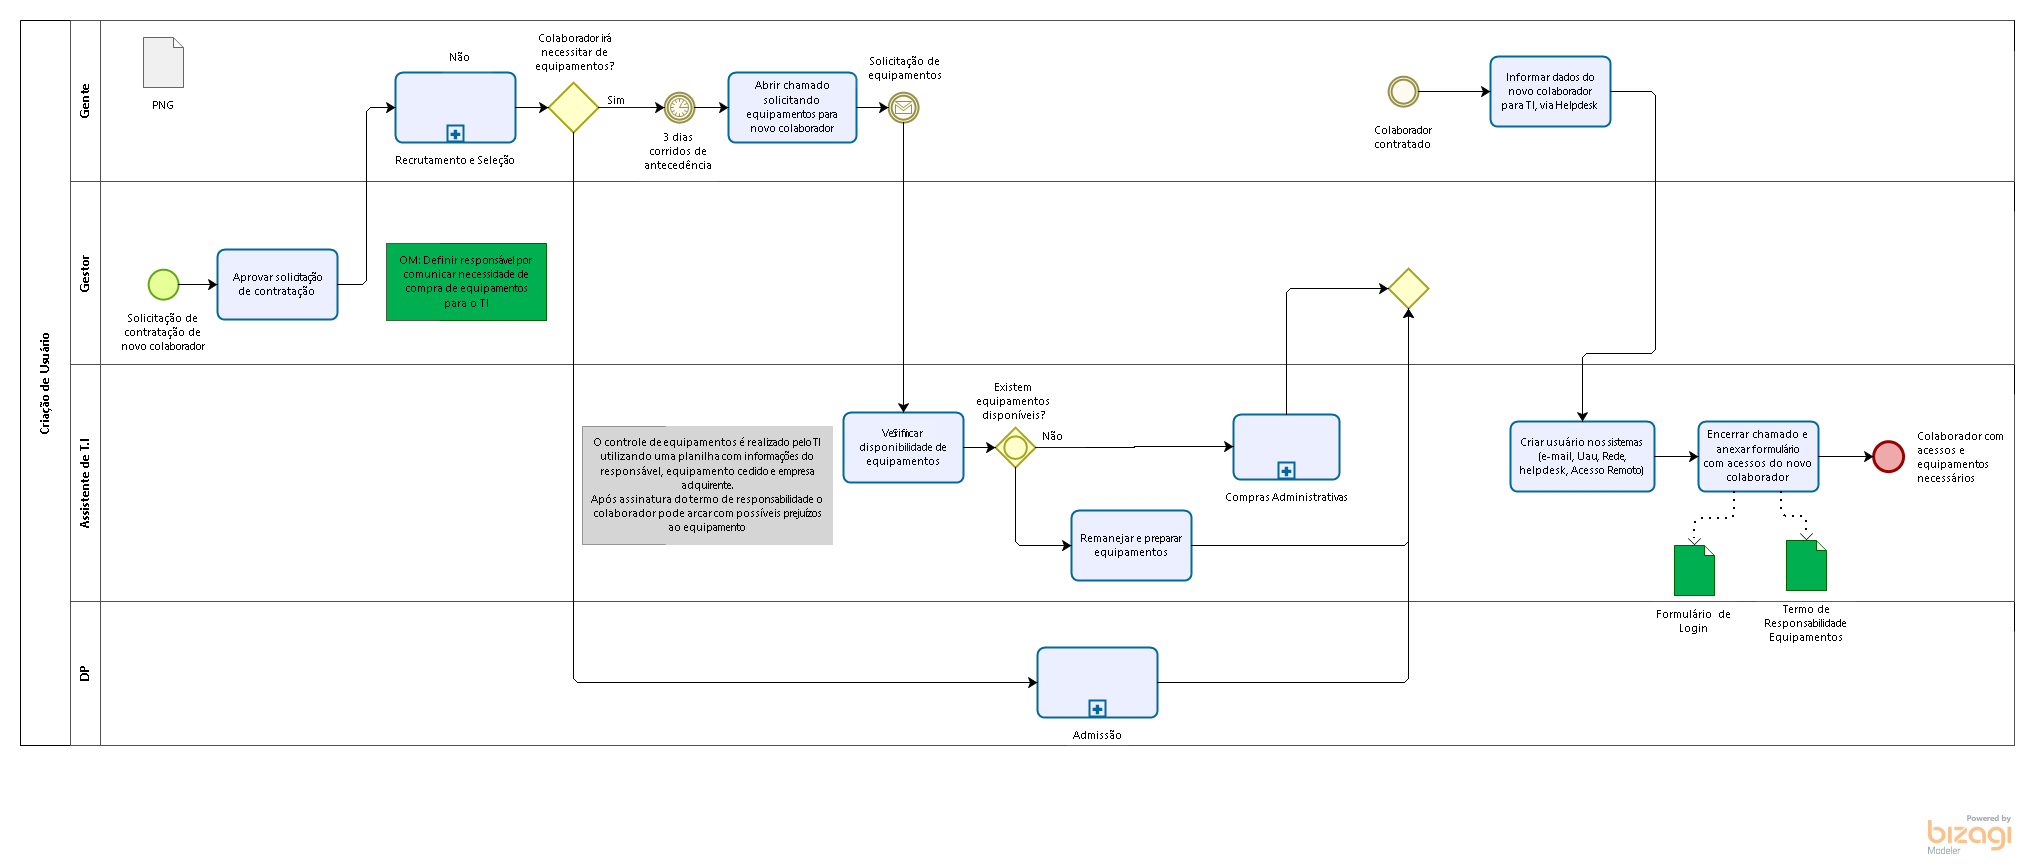 Criação de Usuário
Gente
PNG
Não
Recrutamento e Seleção
Colaborador irá
necessitar de
equipamentos?
Sim
3 dias
corridos de
antecedência
Abrir chamado
solicitando
equipamentos para
novo colaborador
Solicitação de
equipamentos
Colaborador
contratado
Informar dados do
novo colaborador
para TI, via Helpdesk
Gestor
Solicitação de
contratação de
novo colaborador
Aprovar solicitação
de contratação
OM: Definir responsável por
comunicar necessidade de
compra de equipamentos
para o TI
Assistente de T.I
O controle de equipamentos é realizado pelo TI
utilizando uma planilha com informações do
responsável, equipamento cedido e empresa
adquirente.
Após assinatura do termo de responsabilidade o
colaborador pode arcar com possíveis prejuízos
ao equipamento
Verificar
Sim
disponibilidade de
equipamentos
Existem
equipamentos
disponíveis?
Não
Compras Administrativas
Remanejar e preparar
equipamentos
Criar usuário nos sistemas
(e-mail, Uau, Rede,
helpdesk, Acesso Remoto)
Encerrar chamado e
anexar formulário
com acessos do novo
colaborador
Colaborador com
acessos e
equipamentos
necessários
Formulário de
Login
Termo de
Responsabilidade
Equipamentos
DP
Admissão
Powered by
bizagi
Modeler